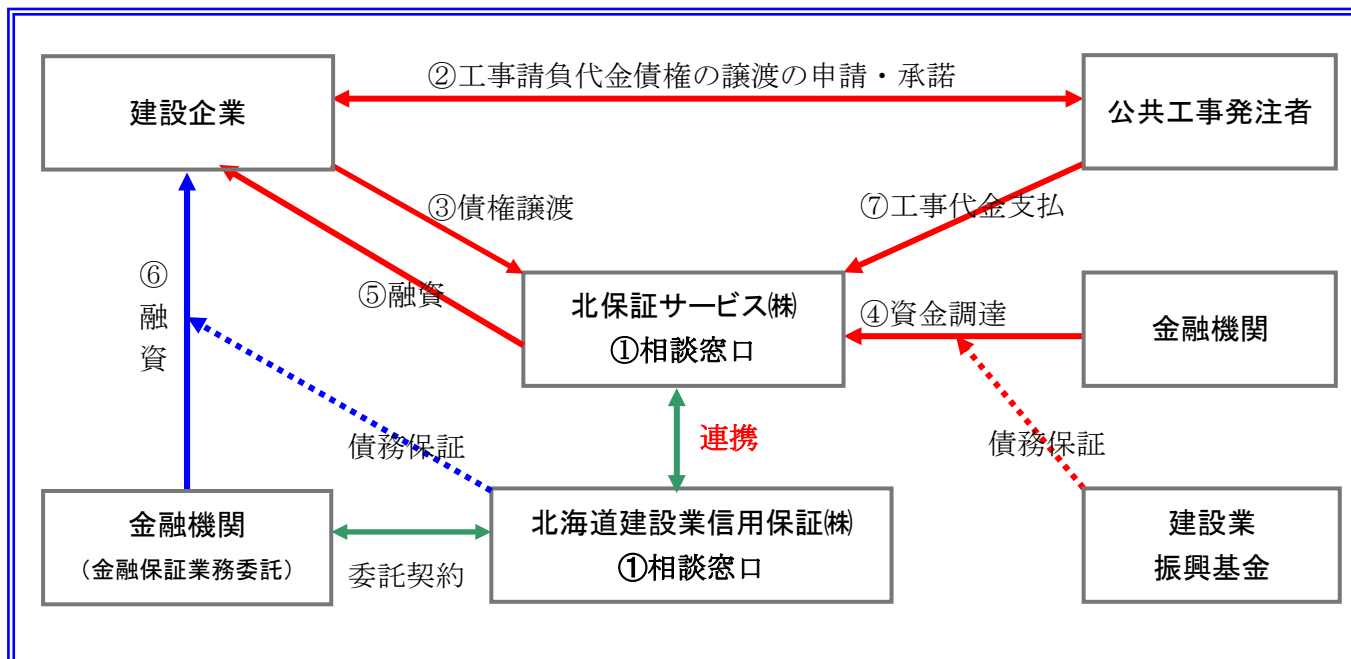 ②工事請負代金債権の譲渡の申請・承諾
建設企業
公共工事発注者
③債権譲渡
⑦工事代金支払
⑥融資
⑤融資
北保証サービス㈱
①相談窓口
④資金調達
金融機関
連携
債務保証
債務保証
金融機関
（金融保証業務委託）
委託契約
北海道建設業信用保証㈱
①相談窓口
建設業
振興基金